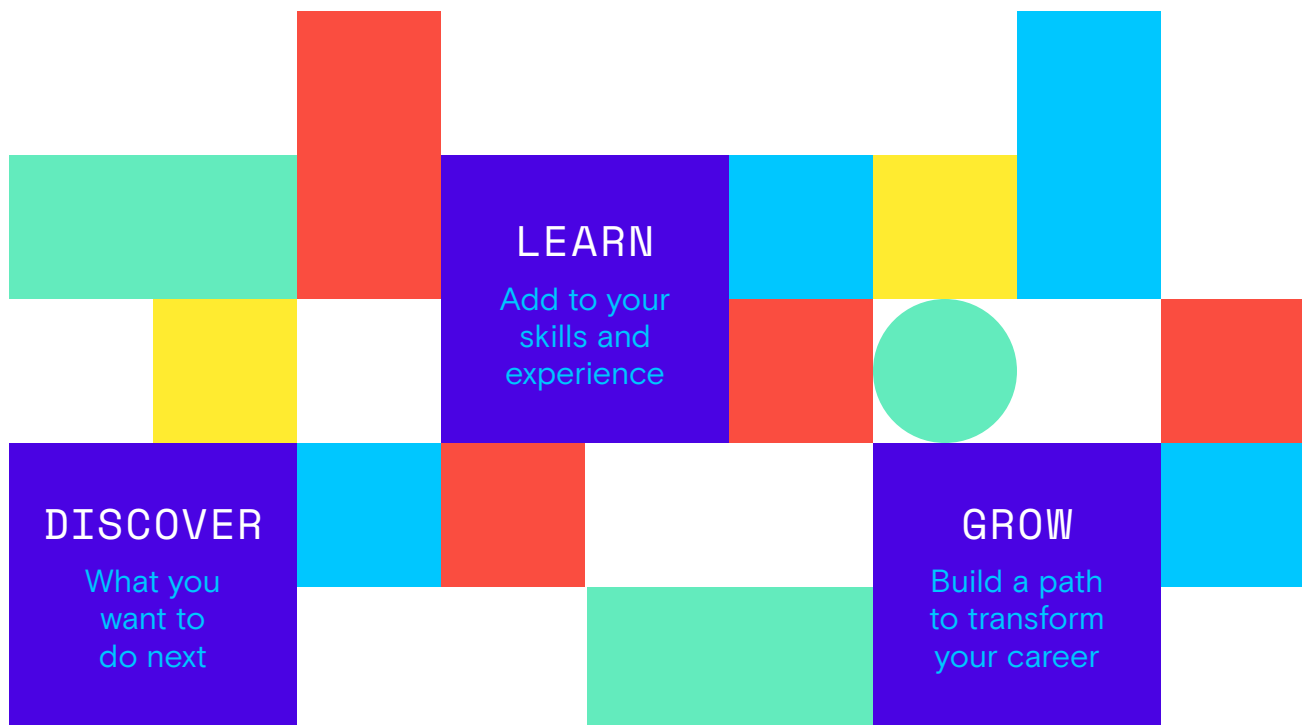 LEARN
Add to your
skills and
experience
DISCOVER
What you
want to
do next
GROW
Build a path
to transform
your career